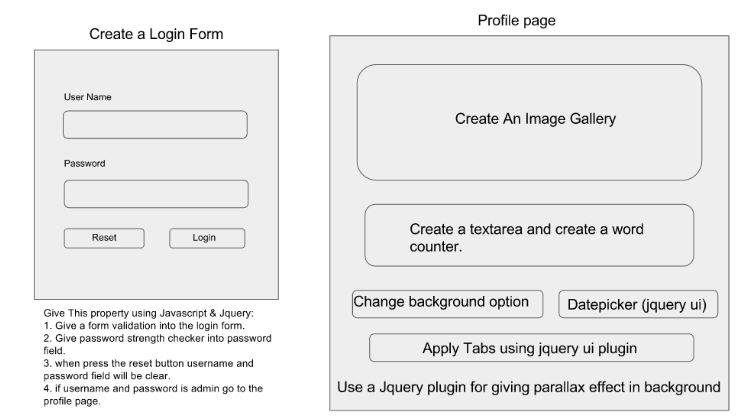 Create a Login Form
User Name
Password
Reset
Login
Give This property using Javascript & Jquery:
1. Give a form validation into the login form.
2. Give password strength checker into password
field.
3. when press the reset button username and
password field will be clear.
4. if username and password is admin go to the
profile page.
Profile page
Create An Image Gallery
Create a textarea and create a word
counter.
Change background option
Datepicker (jquery ui)
Apply Tabs using jquery ui plugin
Use a Jquery plugin for giving parallax effect in background